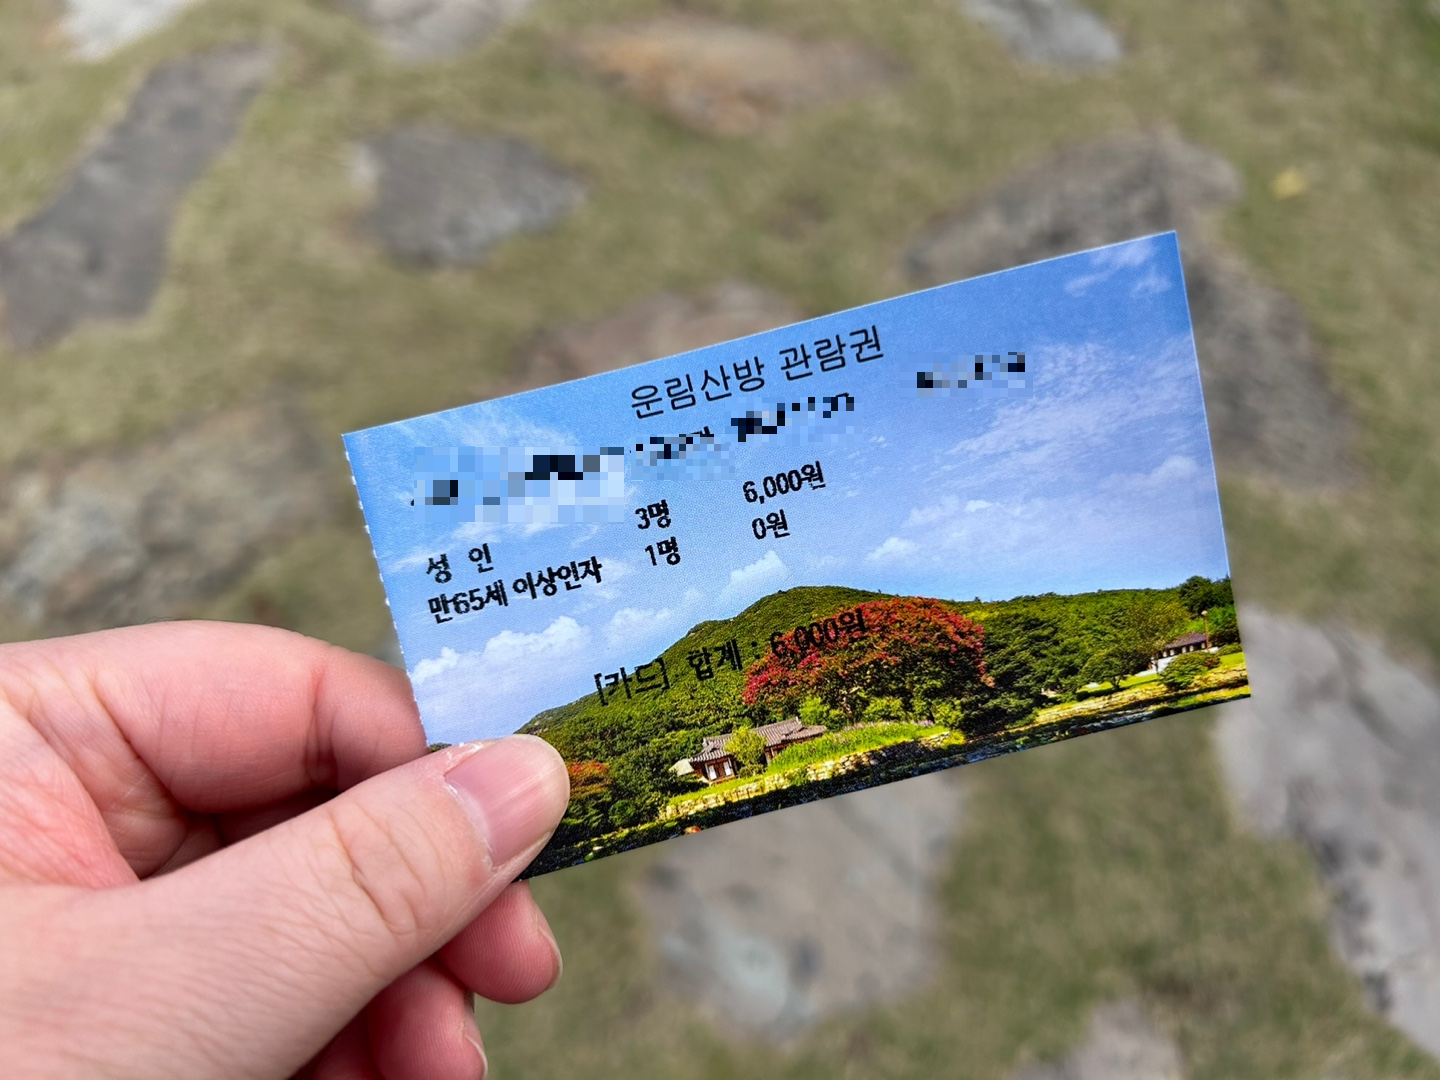 운림산방 관람권
성 인 3명 6,000원
만65세 이상인자 1명 0원
[카드] 합계 : 6,000원